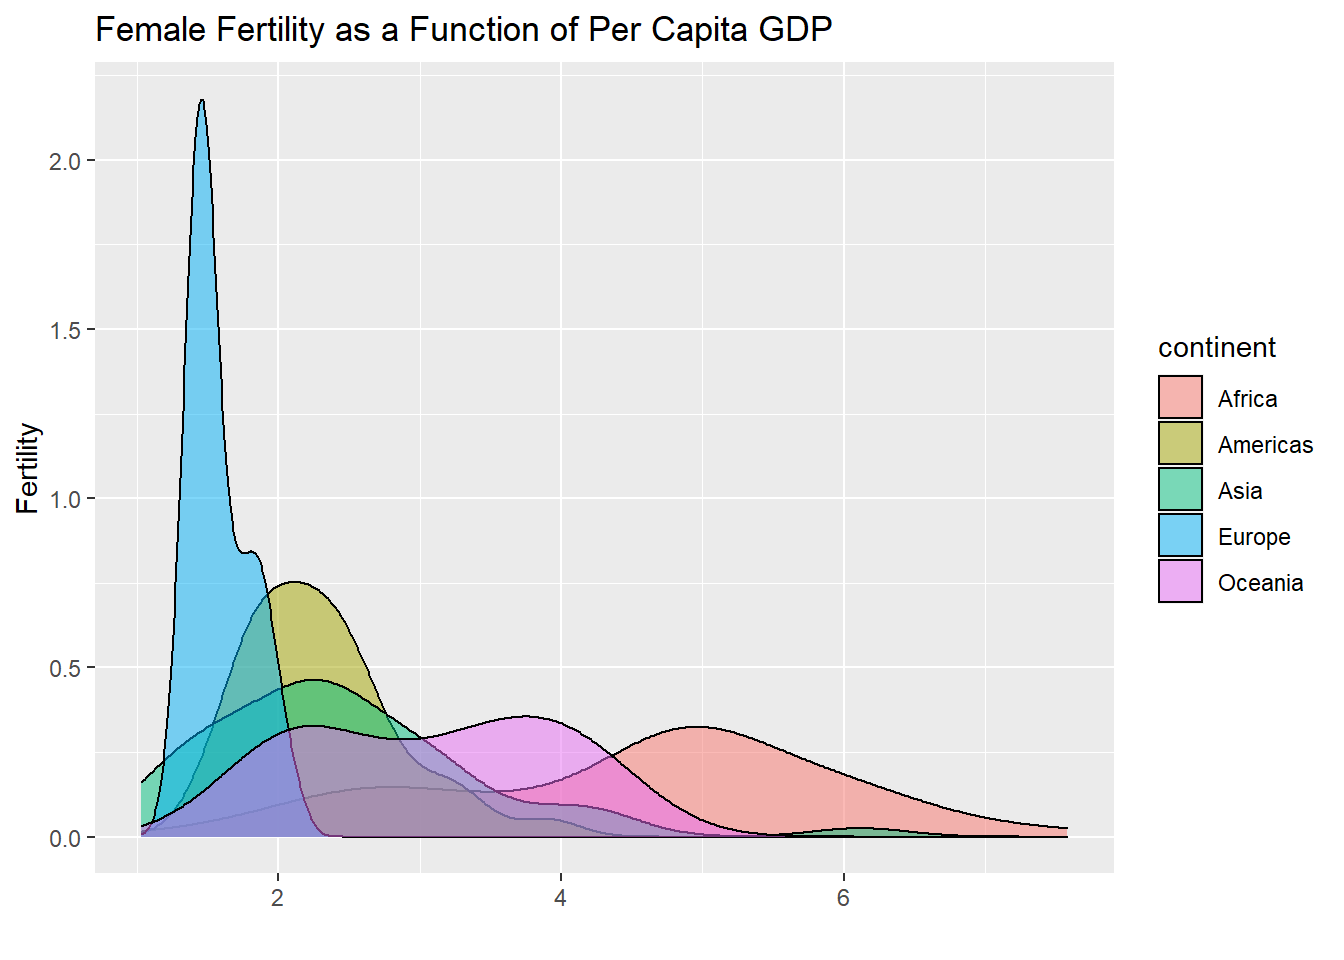 Female Fertility as a Function of Per Capita GDP
2.0
1.5
1.0
0.5
0.0
Fertility
2
4
6
continent
Africa
Americas
Asia
Europe
Oceania